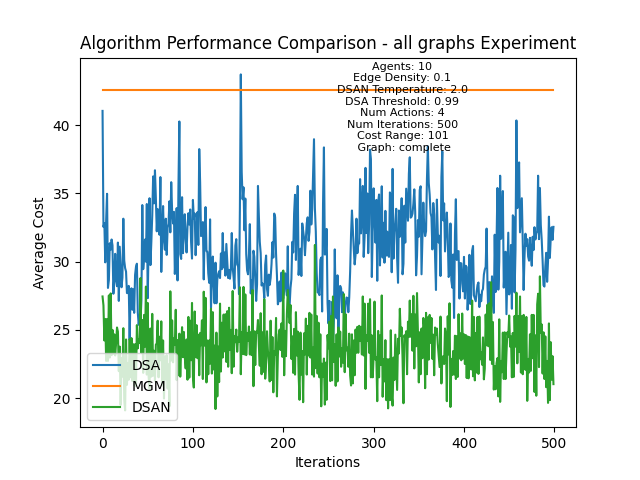 Algorithm Performance Comparison - all graphs Experiment
Agents: 10
Edge Density: 0.1
DSAN Temperature: 2.0
DSA Threshold: 0.99
Num Actions: 4
Num Iterations: 500
Cost Range: 101
Graph: complete
Average Cost
40
35
30
25
20
DSA
MGM
DSAN
0
100
200
300
400
500
Iterations